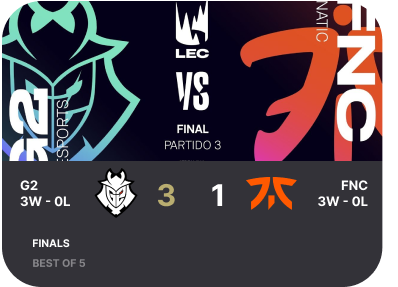 G2
ESPORTS
LEC
VS
FINAL
PARTIDO 3
FNATIC
FNC
G2
3W - 0L
3
1
FNC
3W - 0L
FINALS
BEST OF 5